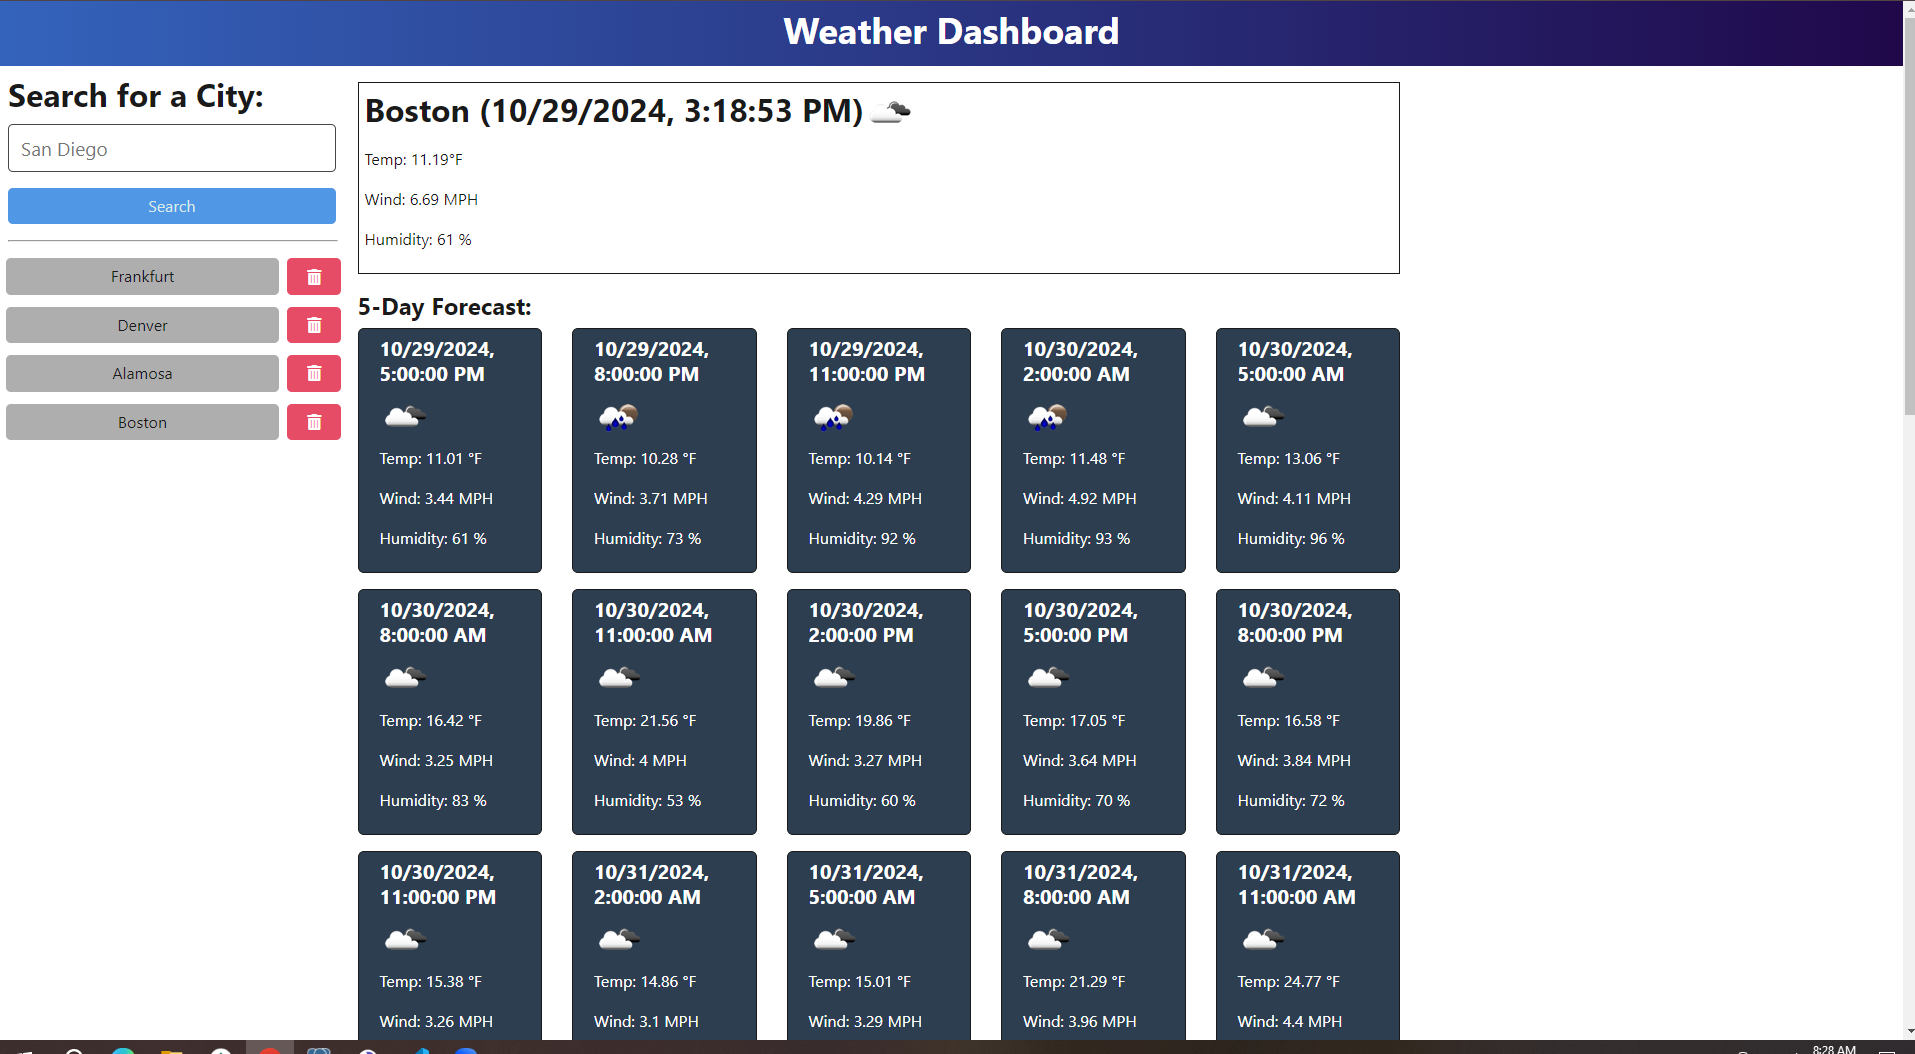 Weather Dashboard
Search for a City:
San Diego
Search
Frankfurt
Denver
Alamosa
Boston
Boston (10/29/2024, 3:18:53 PM)
Temp: 11.19°F
Wind: 6.69 MPH
Humidity: 61 %
5-Day Forecast:
10/29/2024,
5:00:00 PM
Temp: 11.01 °F
Wind: 3.44 MPH
Humidity: 61 %
10/29/2024,
8:00:00 PM
Temp: 10.28 °F
Wind: 3.71 MPH
Humidity: 73 %
10/29/2024,
11:00:00 PM
Temp: 10.14 °F
Wind: 4.29 MPH
Humidity: 92 %
10/30/2024,
2:00:00 AM
Temp: 11.48 °F
Wind: 4.92 MPH
Humidity: 93 %
10/30/2024,
5:00:00 AM
Temp: 13.06 °F
Wind: 4.11 MPH
Humidity: 96 %
10/30/2024,
8:00:00 AM
Temp: 16.42 °F
Wind: 3.25 MPH
Humidity: 83 %
10/30/2024,
11:00:00 AM
Temp: 21.56 °F
Wind: 4 MPH
Humidity: 53 %
10/30/2024,
2:00:00 PM
Temp: 19.86 °F
Wind: 3.27 MPH
Humidity: 60 %
10/30/2024,
5:00:00 PM
Temp: 17.05 °F
Wind: 3.64 MPH
Humidity: 70 %
10/30/2024,
8:00:00 PM
Temp: 16.58 °F
Wind: 3.84 MPH
Humidity: 72 %
10/30/2024,
11:00:00 PM
Temp: 15.38 °F
Wind: 3.26 MPH
10/31/2024,
2:00:00 AM
Temp: 14.86 °F
Wind: 3.1 MPH
10/31/2024,
5:00:00 AM
Temp: 15.01 °F
Wind: 3.29 MPH
10/31/2024,
8:00:00 AM
Temp: 21.29 °F
Wind: 3.96 MPH
10/31/2024,
11:00:00 AM
Temp: 24.77 °F
Wind: 4.4 MPH
8:28 AM